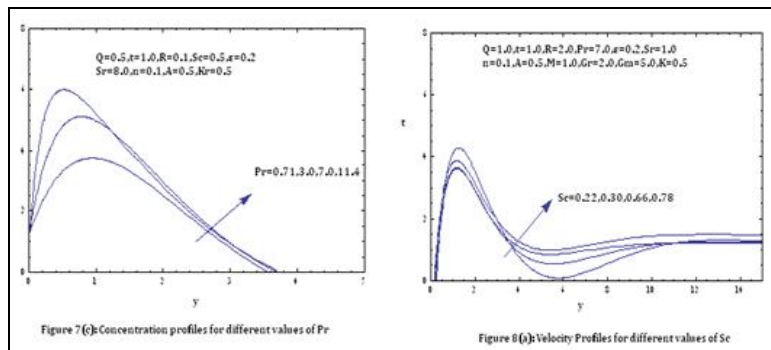 8
Q=0.5,t=1.0,R=0.1,Sc=0.5,ε=0.2
Sr=8.0,n=0.1,A=0.5,Kr=0.5
6
4
Pr=0.71,3.0,7.0,11.4
2
0
0 1 2 3 4 5
y
Figure 7(c):Concentration profiles for different values of Pr
8
Q=1.0,t=1.0,R=2.0,Pr=7.0,ε=0.2,Sr=1.0
n=0.1,A=0.5,M=1.0,Gr=2.0,Gm=5.0,K=0.5
t
4
Sc=0.22,0.30,0.66,0.78
2
0
0 2 4 6 8 10 12 14
y
Figure 8(a):Velocity Profiles for different values of Sc